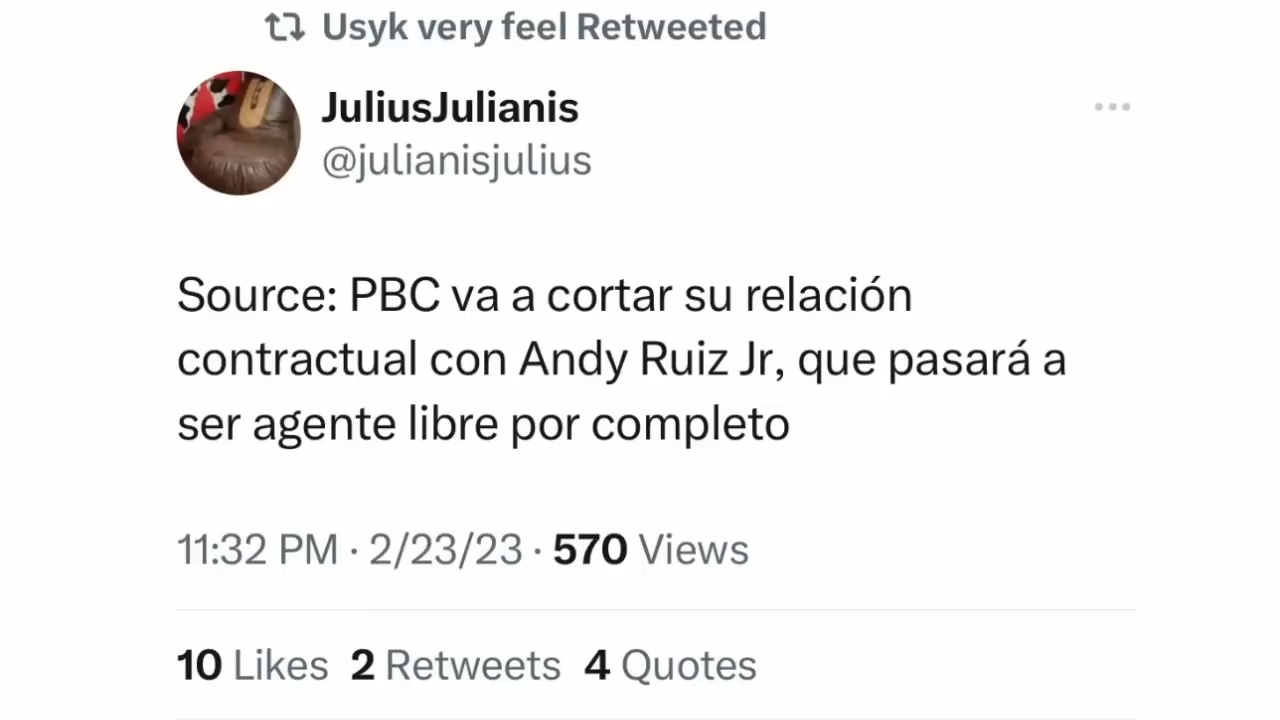 Usyk very feel Retweeted
JuliusJulianis
@julianisjulius
Source: PBC va a cortar su relación
contractual con Andy Ruiz Jr, que pasará a
ser agente libre por completo
11:32 PM · 2/23/23 · 570 Views
10 Likes 2 Retweets 4 Quotes